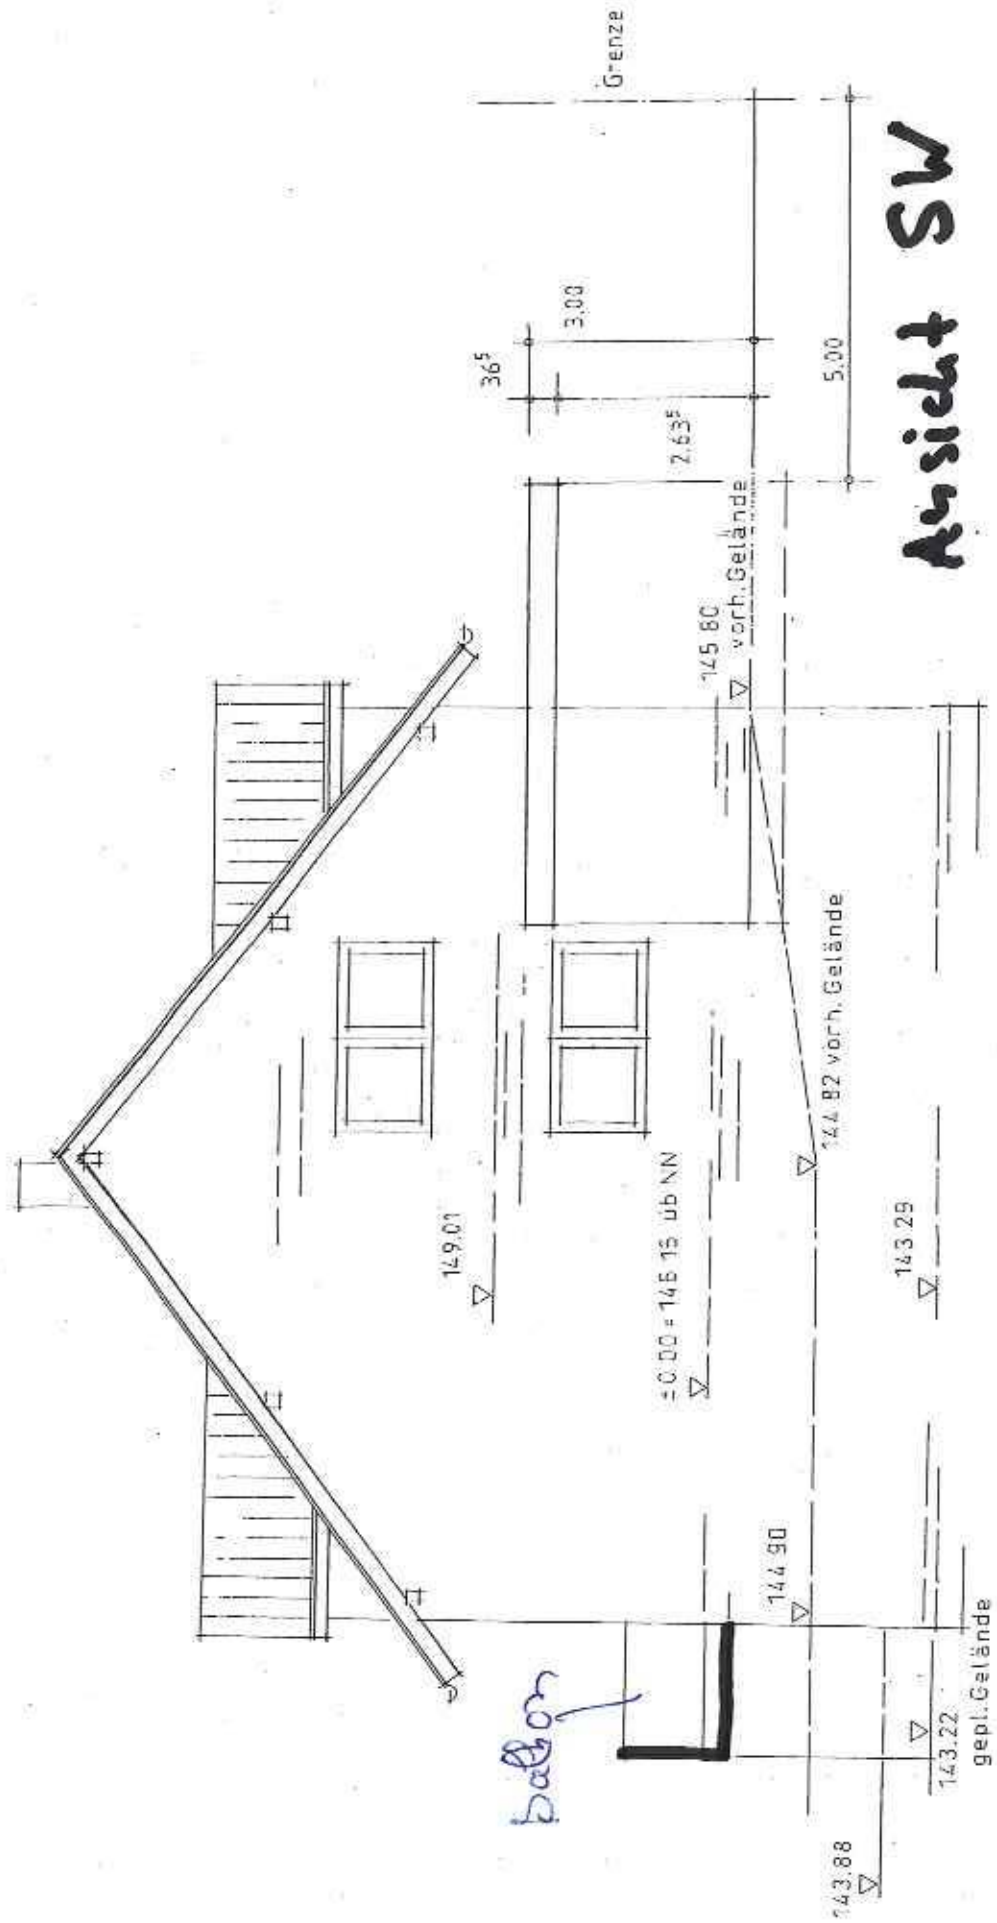 balkon
149.01
±0.00 = 146 15 üb NN
144 90
143.88
143.22
gepl. Gelände
143.29
144 82 vorh. Gelände
145 80
vorh. Gelände
36⁵
2.63⁵
3.00
5.00
Grenze
Ansicht SW